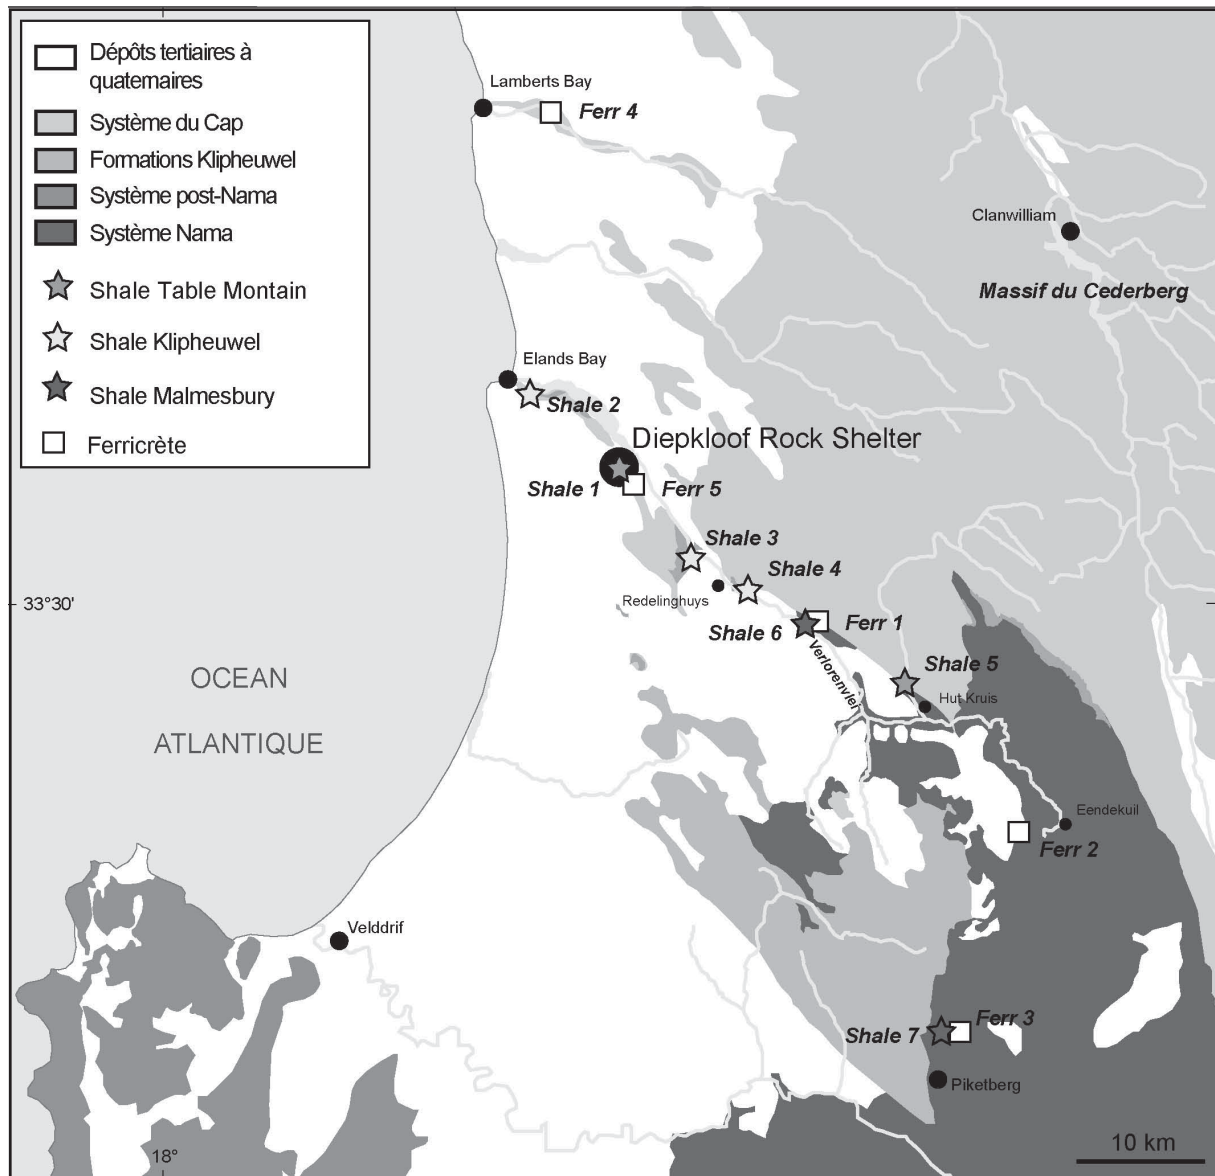 Dépôts tertiaires à
quaternaires
Système du Cap
Formations Klipheuwel
Système post-Nama
Système Nama
Shale Table Montain
Shale Klipheuwel
Shale Malmesbury
Ferricrète
Lamberts Bay
Ferr 4
Clanwilliam
Massif du Cederberg
Elands Bay
Shale 2
Diepkloof Rock Shelter
Shale 1
Ferr 5
Shale 3
Shale 4
Redelinghuys
33°30'
Shale 6
Ferr 1
Verlorenvlei
Shale 5
Hut Kruis
OCEAN
ATLANTIQUE
Eendekuil
Ferr 2
Velddrif
Ferr 3
Shale 7
Piketberg
18°
10 km